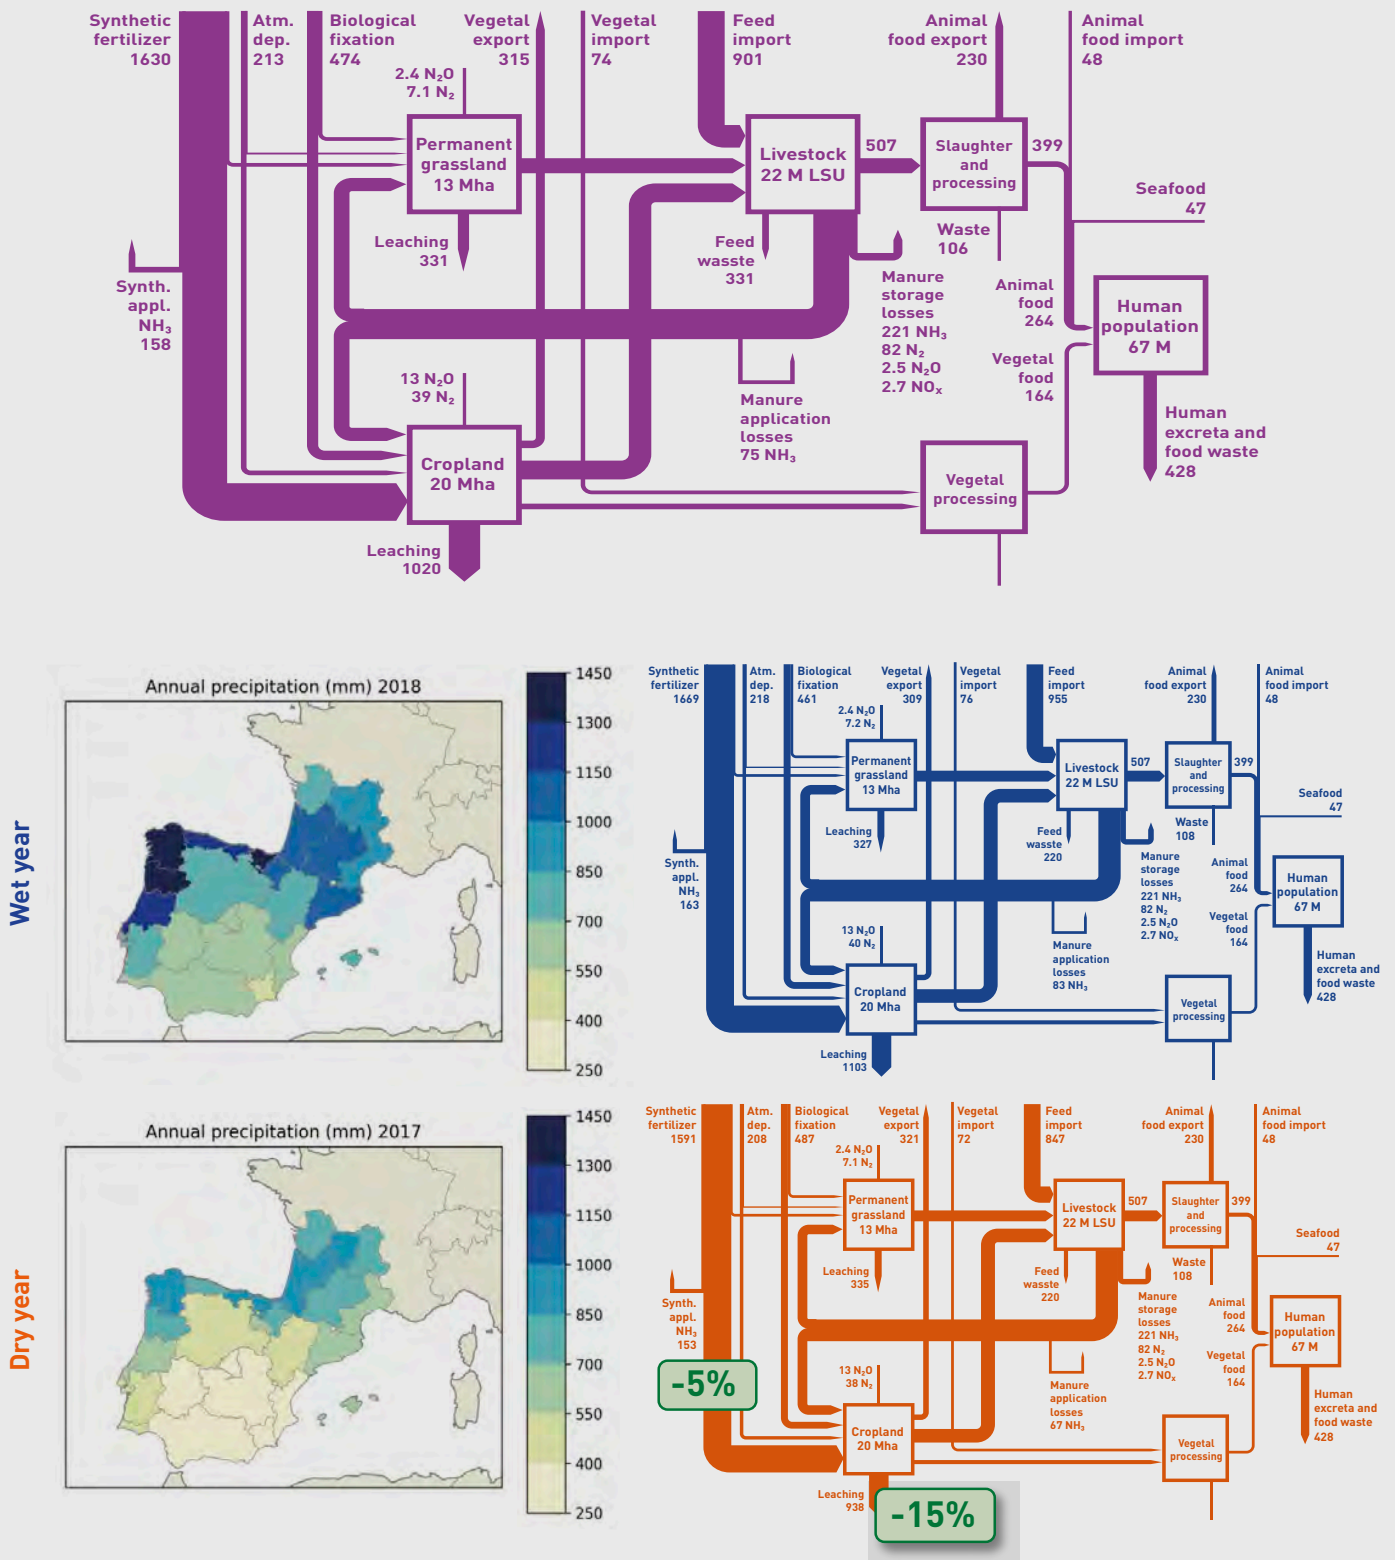 Synthetic
fertilizer
1630
Atm.
dep.
213
Biological
fixation
474
Vegetal
export
315
Vegetal
import
74
Feed
import
901
Animal
food export
230
Animal
food import
48
2.4 N₂O
7.1 N₂
Permanent
grassland
13 Mha
Livestock
22 M LSU
507
Slaughter
and
processing
399
Seafood
47
Leaching
331
Feed
wasste
331
Waste
106
Synth.
appl.
NH₃
158
Manure
storage
losses
221 NH₃
82 N₂
2.5 N₂O
2.7 NOₓ
Animal
food
264
Human
population
67 M
Vegetal
food
164
13 N₂O
39 N₂
Manure
application
losses
75 NH₃
Human
excreta and
food waste
428
Cropland
20 Mha
Vegetal
processing
Leaching
1020
Wet year
Annual precipitation (mm) 2018
1450
1300
1150
1000
850
700
550
400
250
Synthetic
fertilizer
1669
Atm.
dep.
218
Biological
fixation
461
Vegetal
export
309
Vegetal
import
76
Feed
import
955
Animal
food export
230
Animal
food import
48
2.4 N₂O
7.2 N₂
Permanent
grassland
13 Mha
Livestock
22 M LSU
507
Slaughter
and
processing
399
Seafood
47
Leaching
327
Feed
wasste
220
Waste
108
Synth.
appl.
NH₃
163
Manure
storage
losses
221 NH₃
82 N₂
2.5 N₂O
2.7 NOₓ
Animal
food
264
Human
population
67 M
Vegetal
food
164
13 N₂O
40 N₂
Manure
application
losses
83 NH₃
Human
excreta and
food waste
428
Cropland
20 Mha
Vegetal
processing
Leaching
1103
Dry year
Annual precipitation (mm) 2017
1450
1300
1150
1000
850
700
550
400
250
Synthetic
fertilizer
1591
Atm.
dep.
208
Biological
fixation
487
Vegetal
export
321
Vegetal
import
72
Feed
import
847
Animal
food export
230
Animal
food import
48
2.4 N₂O
7.1 N₂
Permanent
grassland
13 Mha
Livestock
22 M LSU
507
Slaughter
and
processing
399
Seafood
47
Leaching
335
Feed
wasste
220
Waste
108
Synth.
appl.
NH₃
153
Manure
storage
losses
221 NH₃
82 N₂
2.5 N₂O
2.7 NOₓ
Animal
food
264
Human
population
67 M
Vegetal
food
164
-5%
13 N₂O
38 N₂
Manure
application
losses
67 NH₃
Human
excreta and
food waste
428
Cropland
20 Mha
Vegetal
processing
Leaching
938
-15%